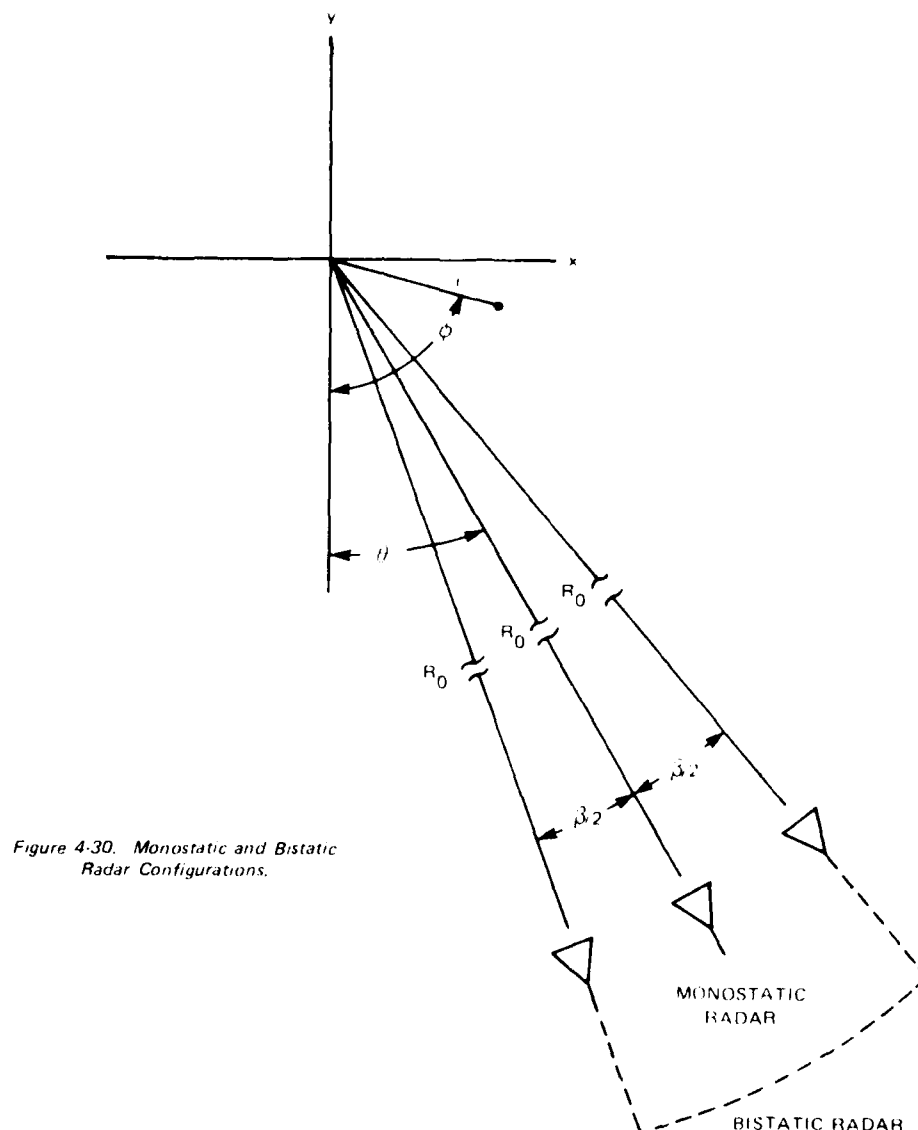 y
x
ϕ
θ
R0
R0
R0
β/2
β/2
Figure 4-30. Monostatic and Bistatic
Radar Configurations.
MONOSTATIC
RADAR
BISTATIC RADAR